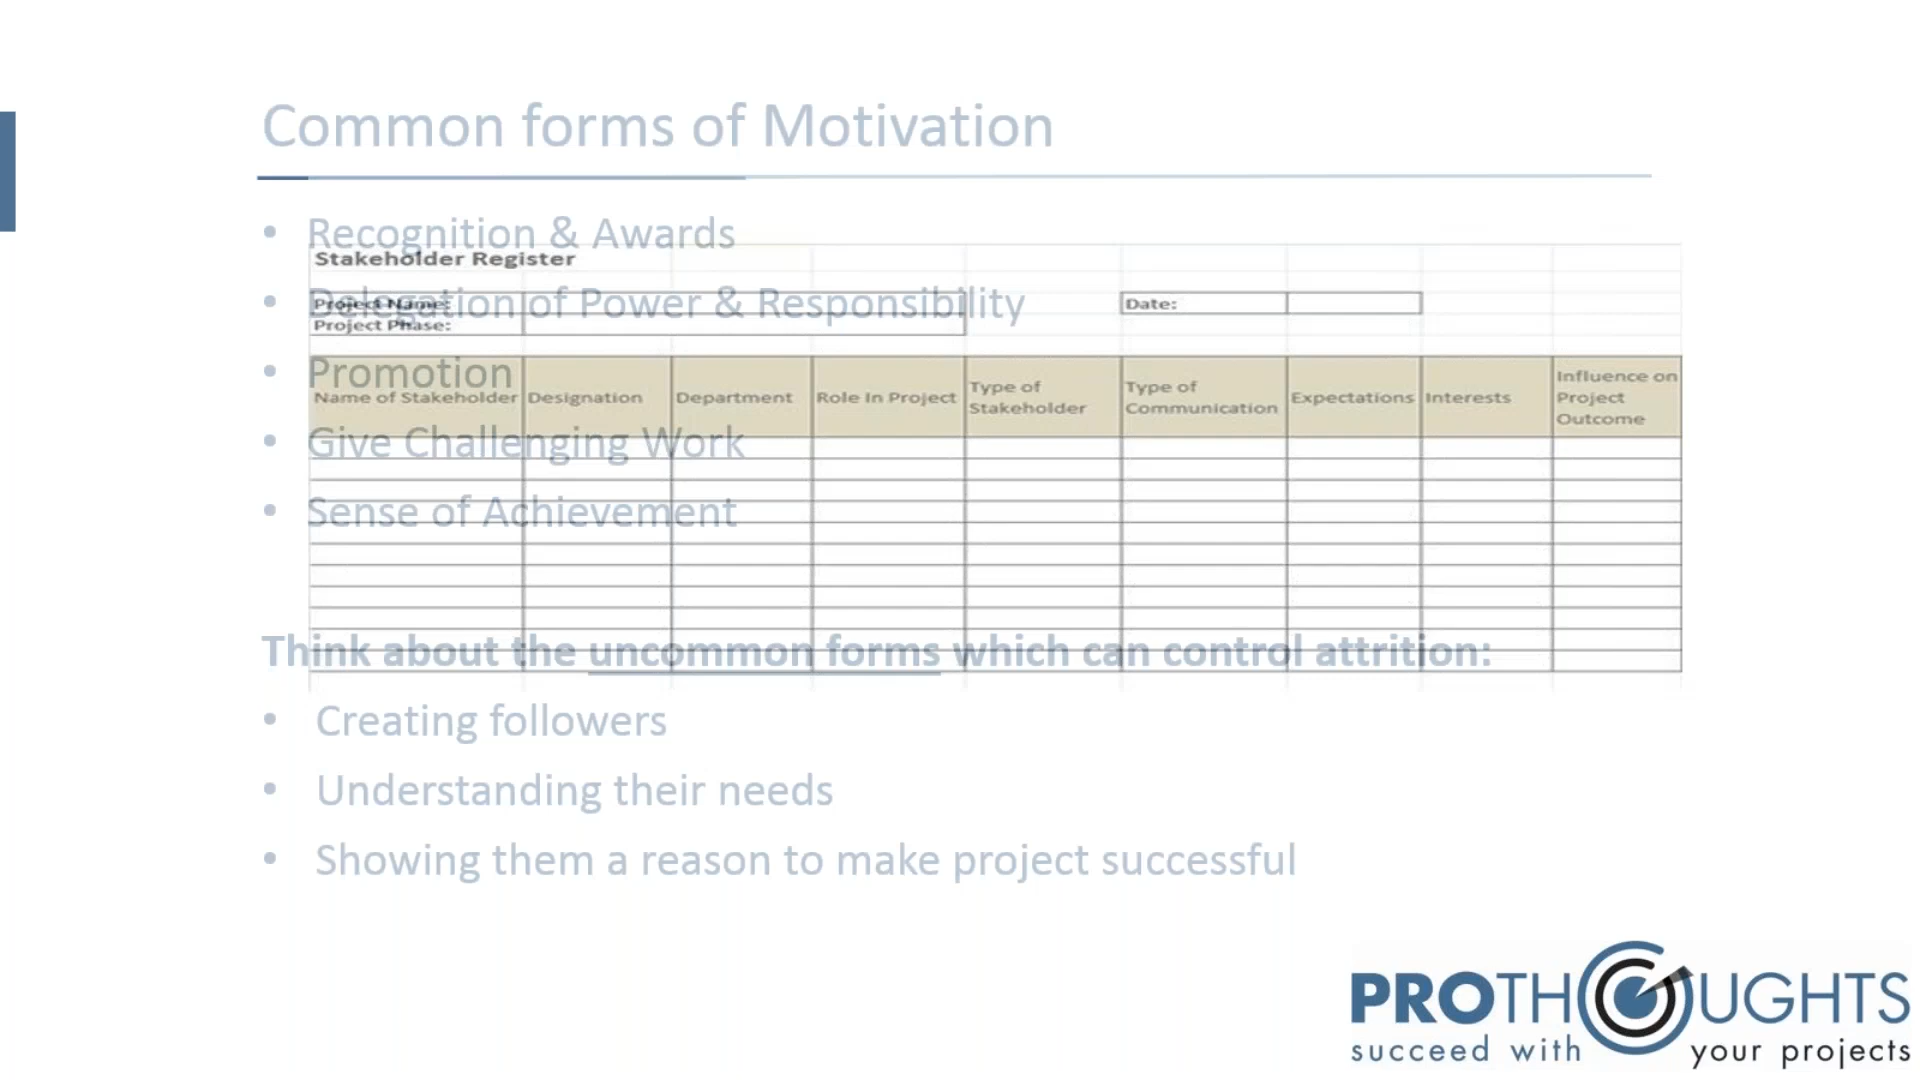 Common forms of Motivation
• Recognition & Awards
• Delegation of Power & Responsibility
• Promotion
• Give Challenging Work
• Sense of Achievement
Think about the uncommon forms which can control attrition:
• Creating followers
• Understanding their needs
• Showing them a reason to make project successful
Stakeholder Register
Project Name:
Date:
Project Phase:
Name of Stakeholder
Designation
Department
Role In Project
Type of
Stakeholder
Type of
Communication
Expectations
Interests
Influence on
Project
Outcome
PROTHOUGHTS
succeed with your projects